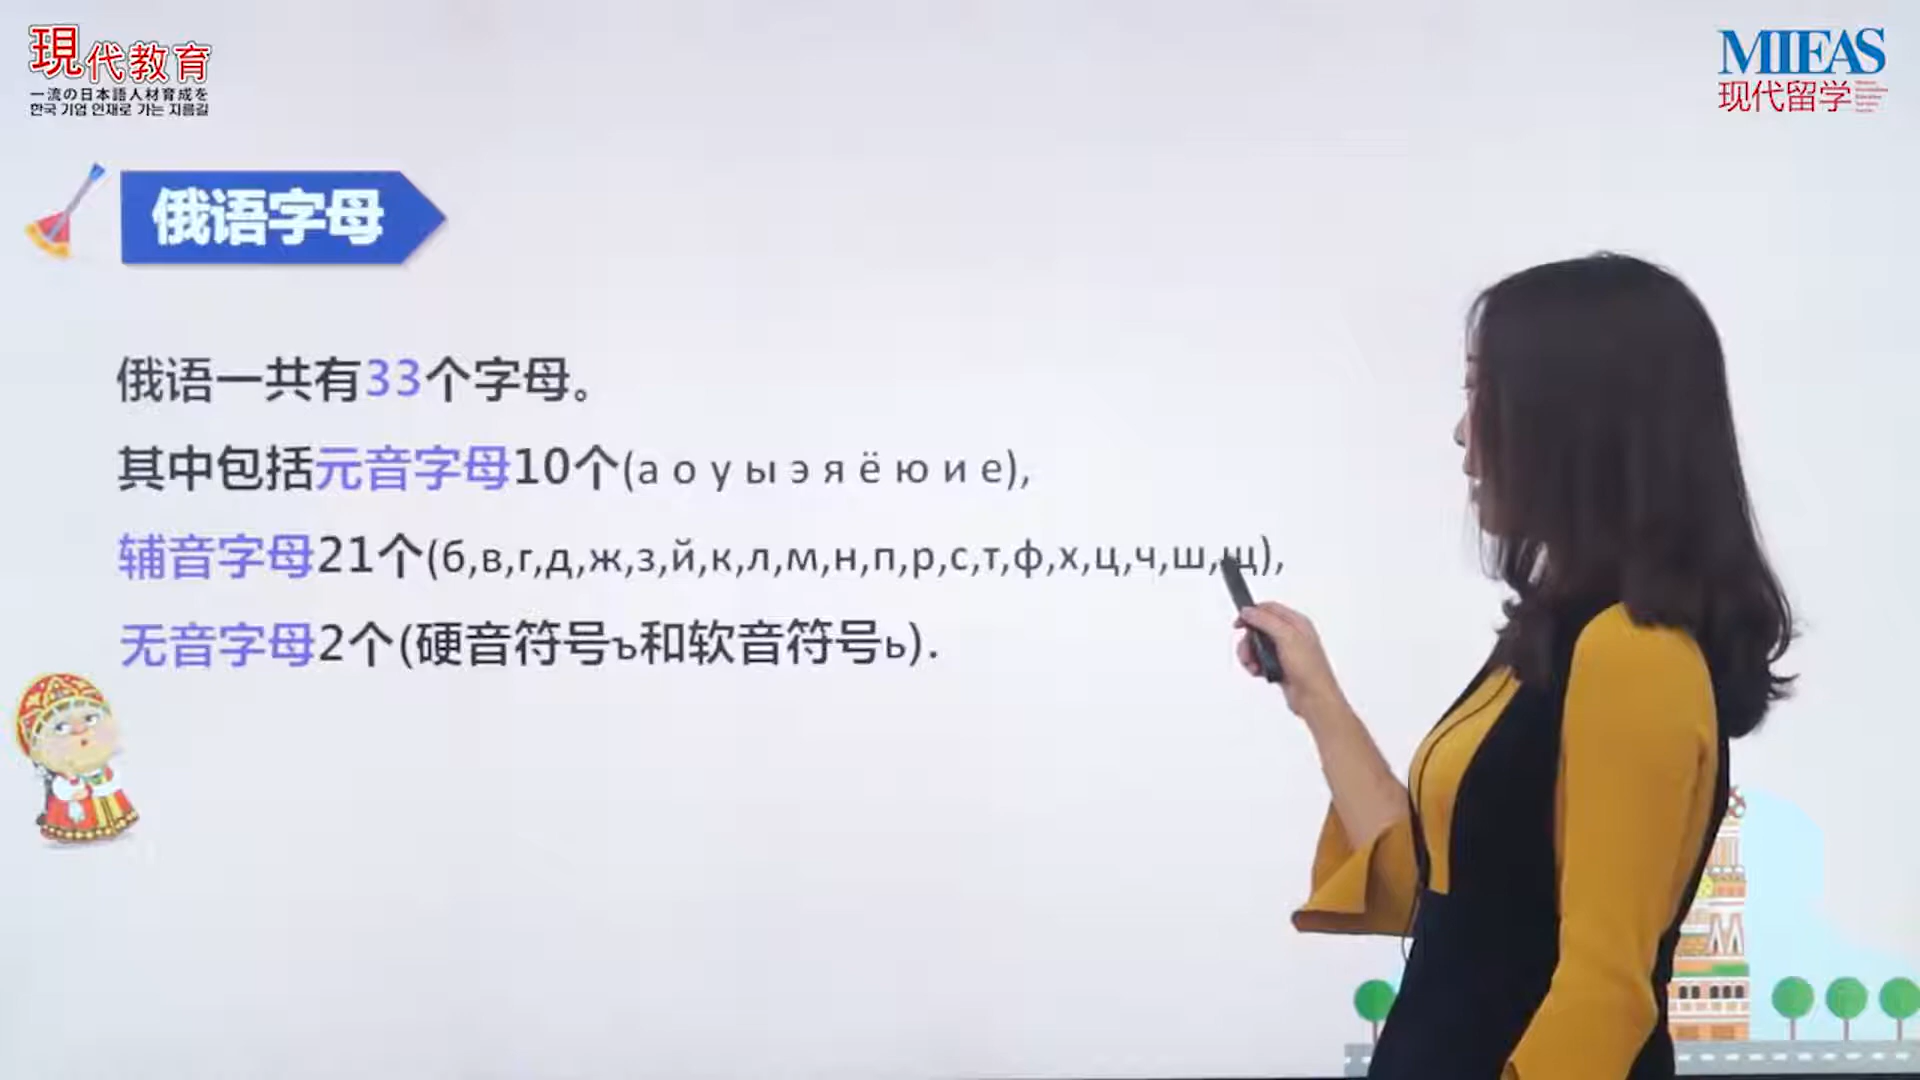 現代教育
一流の日本語人材育成を
한국 기업 인재로 가는 지름길
MIEAS
现代留学
俄语字母
俄语一共有33个字母。
其中包括元音字母10个(а о у ы э я ё ю и е),
辅音字母21个(б,в,г,д,ж,з,й,к,л,м,н,п,р,с,т,ф,х,ц,ч,ш,щ),
无音字母2个(硬音符号ъ和软音符号ь).